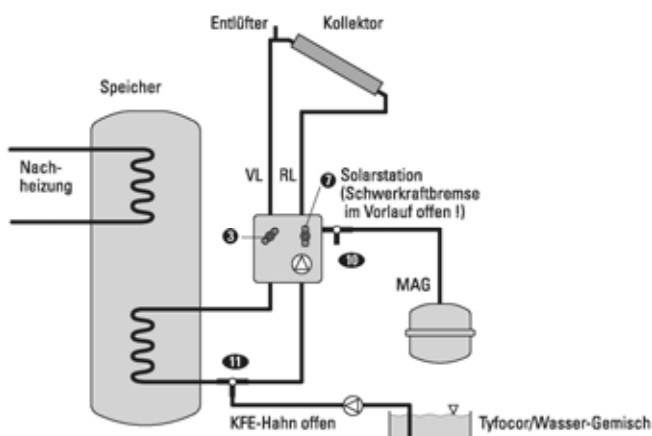 Entlüfter
Kollektor
Speicher
Nach-
heizung
VL
RL
7 Solarstation
(Schwerkraftbremse
im Vorlauf offen !)
3
10
MAG
11
KFE-Hahn offen
Tyfocor/Wasser-Gemisch